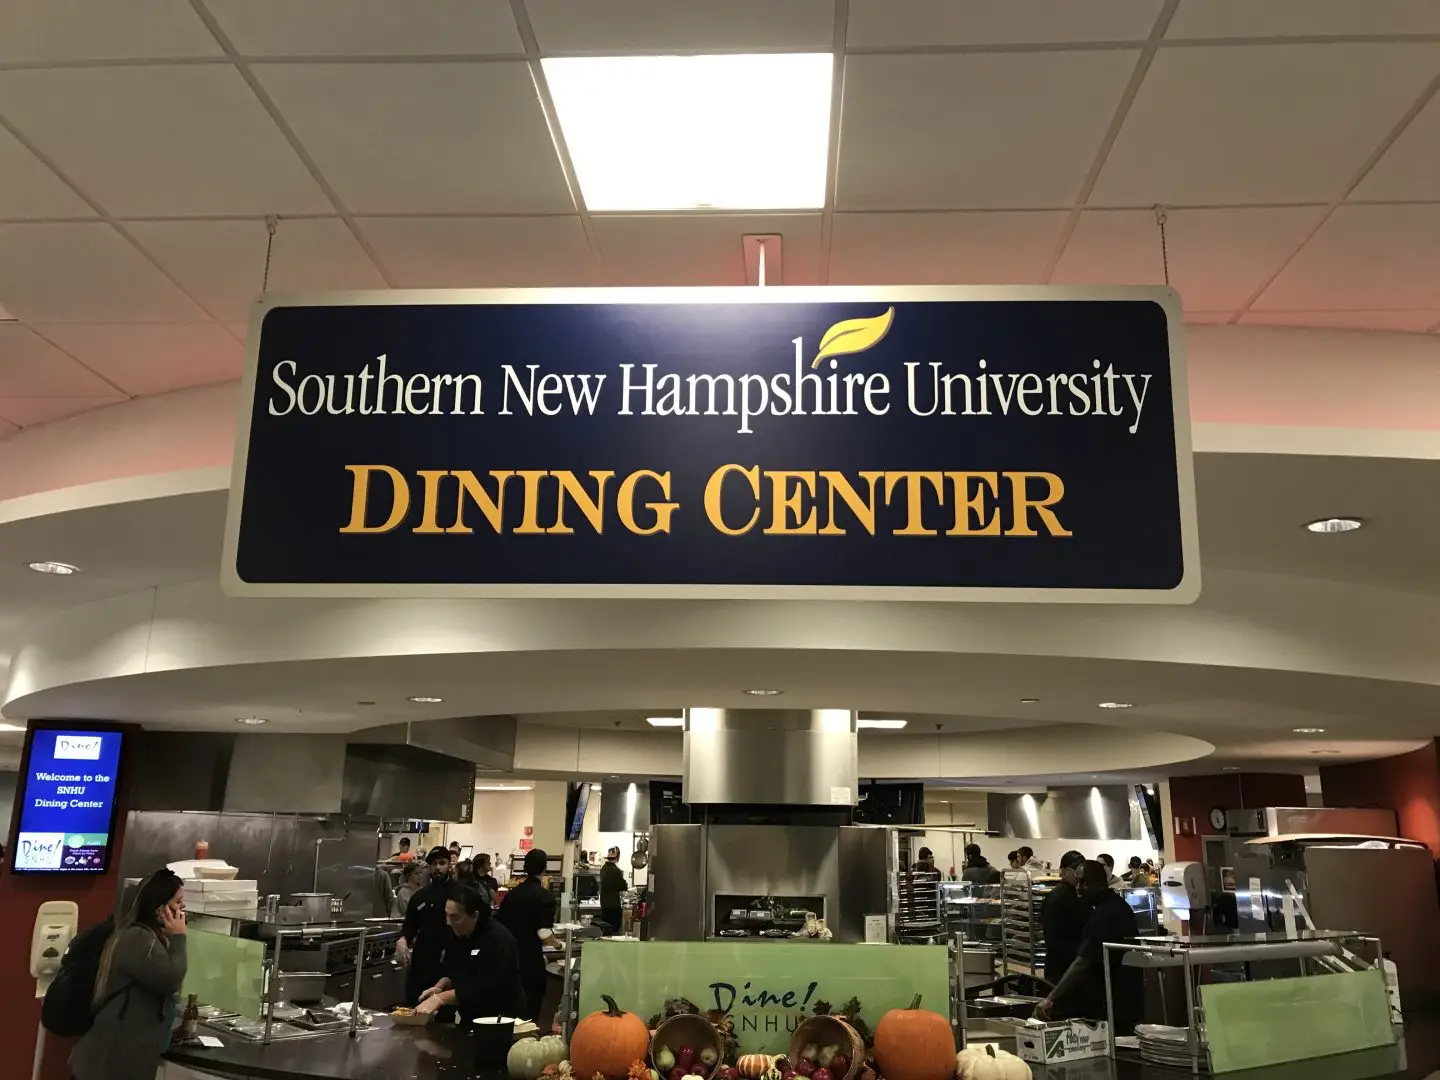 Southern New Hampshire University
DINING CENTER
Dine!
Welcome to the
SNHU
Dining Center
Dine!
SNHU
Dine!
SNHU